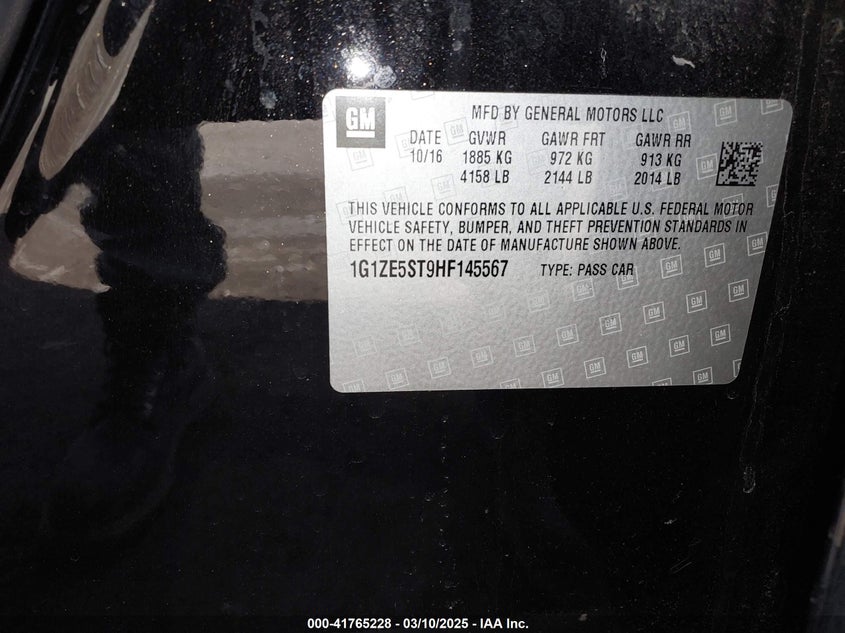 GM
MFD BY GENERAL MOTORS LLC
DATE GVWR GAWR FRT GAWR RR
10/16 1885 KG 972 KG 913 KG
4158 LB 2144 LB 2014 LB
THIS VEHICLE CONFORMS TO ALL APPLICABLE U.S. FEDERAL MOTOR
VEHICLE SAFETY, BUMPER, AND THEFT PREVENTION STANDARDS IN
EFFECT ON THE DATE OF MANUFACTURE SHOWN ABOVE.
1G1ZE5ST9HF145567 TYPE: PASS CAR
000-41765228 - 03/10/2025 - IAA Inc.